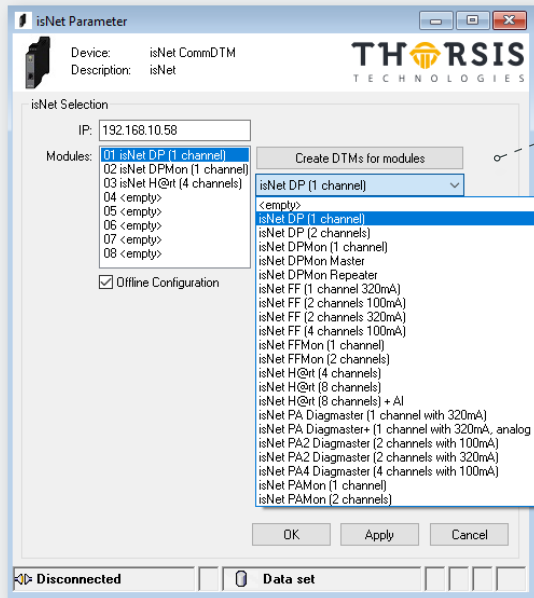 isNet Parameter
Device: isNet CommDTM
Description: isNet
THORSIS
TECHNOLOGIES
isNet Selection
IP: 192.168.10.58
Modules:
01 isNet DP (1 channel)
02 isNet DPMon (1 channel)
03 isNet H@rt (4 channels)
04 <empty>
05 <empty>
06 <empty>
07 <empty>
08 <empty>
Offline Configuration
Create DTMs for modules
isNet DP (1 channel)
<empty>
isNet DP (1 channel)
isNet DP (2 channels)
isNet DPMon (1 channel)
isNet DPMon Master
isNet DPMon Repeater
isNet FF (1 channel 320mA)
isNet FF (2 channels 100mA)
isNet FF (2 channels 320mA)
isNet FF (4 channels 100mA)
isNet FFMon (1 channel)
isNet FFMon (2 channels)
isNet H@rt (4 channels)
isNet H@rt (8 channels)
isNet H@rt (8 channels) + AI
isNet PA Diagmaster (1 channel with 320mA)
isNet PA Diagmaster+ (1 channel with 320mA, analog
isNet PA2 Diagmaster (2 channels with 100mA)
isNet PA2 Diagmaster (2 channels with 320mA)
isNet PA4 Diagmaster (4 channels with 100mA)
isNet PAMon (1 channel)
isNet PAMon (2 channels)
OK Apply Cancel
Disconnected Data set